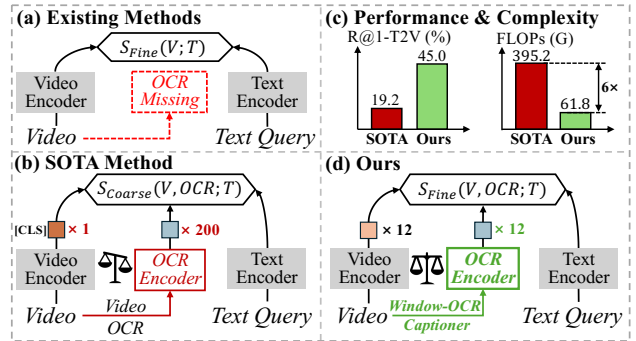 (a) Existing Methods
S_Fine(V;T)
Video Encoder
OCR Missing
Text Encoder
Video
Text Query
(c) Performance & Complexity
R@1-T2V (%)
FLOPs (G)
19.2
45.0
395.2
61.8
6×
SOTA
Ours
SOTA
Ours
(b) SOTA Method
S_Coarse(V, OCR; T)
[CLS]
× 1
× 200
Video Encoder
OCR Encoder
Text Encoder
Video
Video
OCR
Text Query
(d) Ours
S_Fine(V, OCR; T)
× 12
× 12
Video Encoder
OCR Encoder
Text Encoder
Video
Window-OCR
Captioner
Text Query